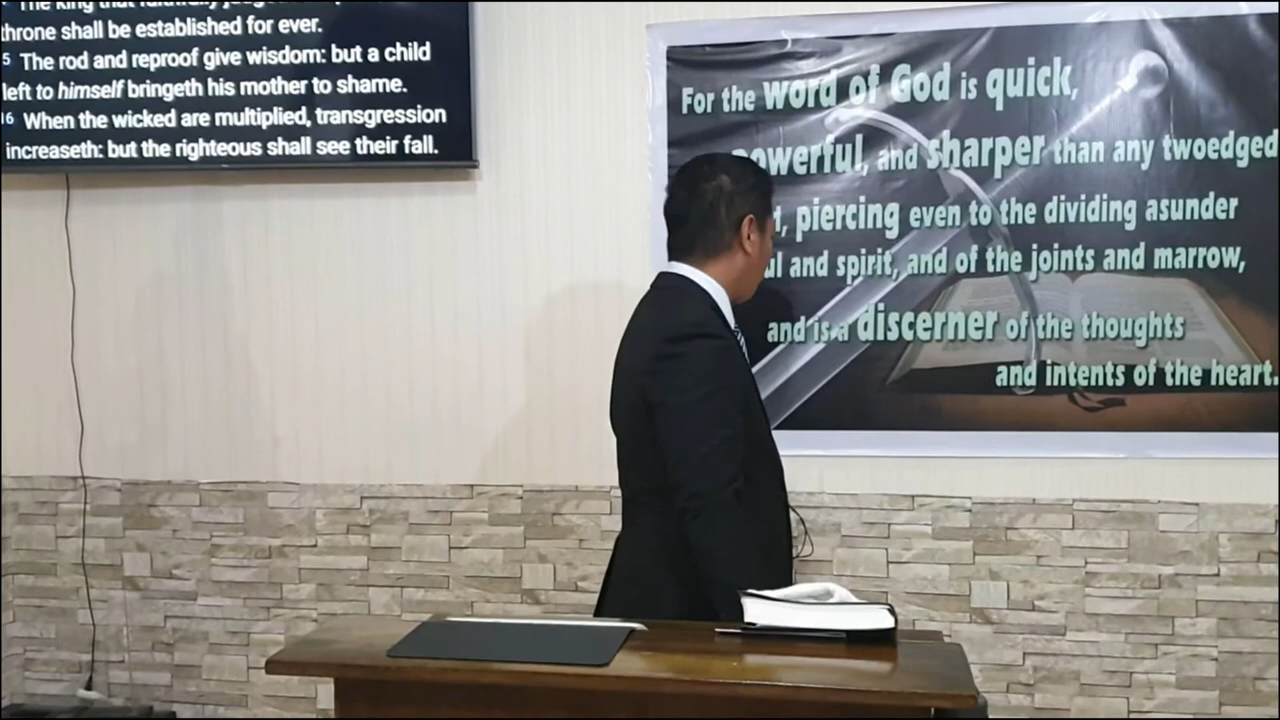 The king that faithfully
throne shall be established for ever.
5 The rod and reproof give wisdom: but a child
left to himself bringeth his mother to shame.
16 When the wicked are multiplied, transgression
increaseth: but the righteous shall see their fall.
For the word of God is quick,
powerful, and sharper than any twoedged
piercing even to the dividing asunder
and spirit, and of the joints and marrow,
and is a discerner of the thoughts
and intents of the heart.